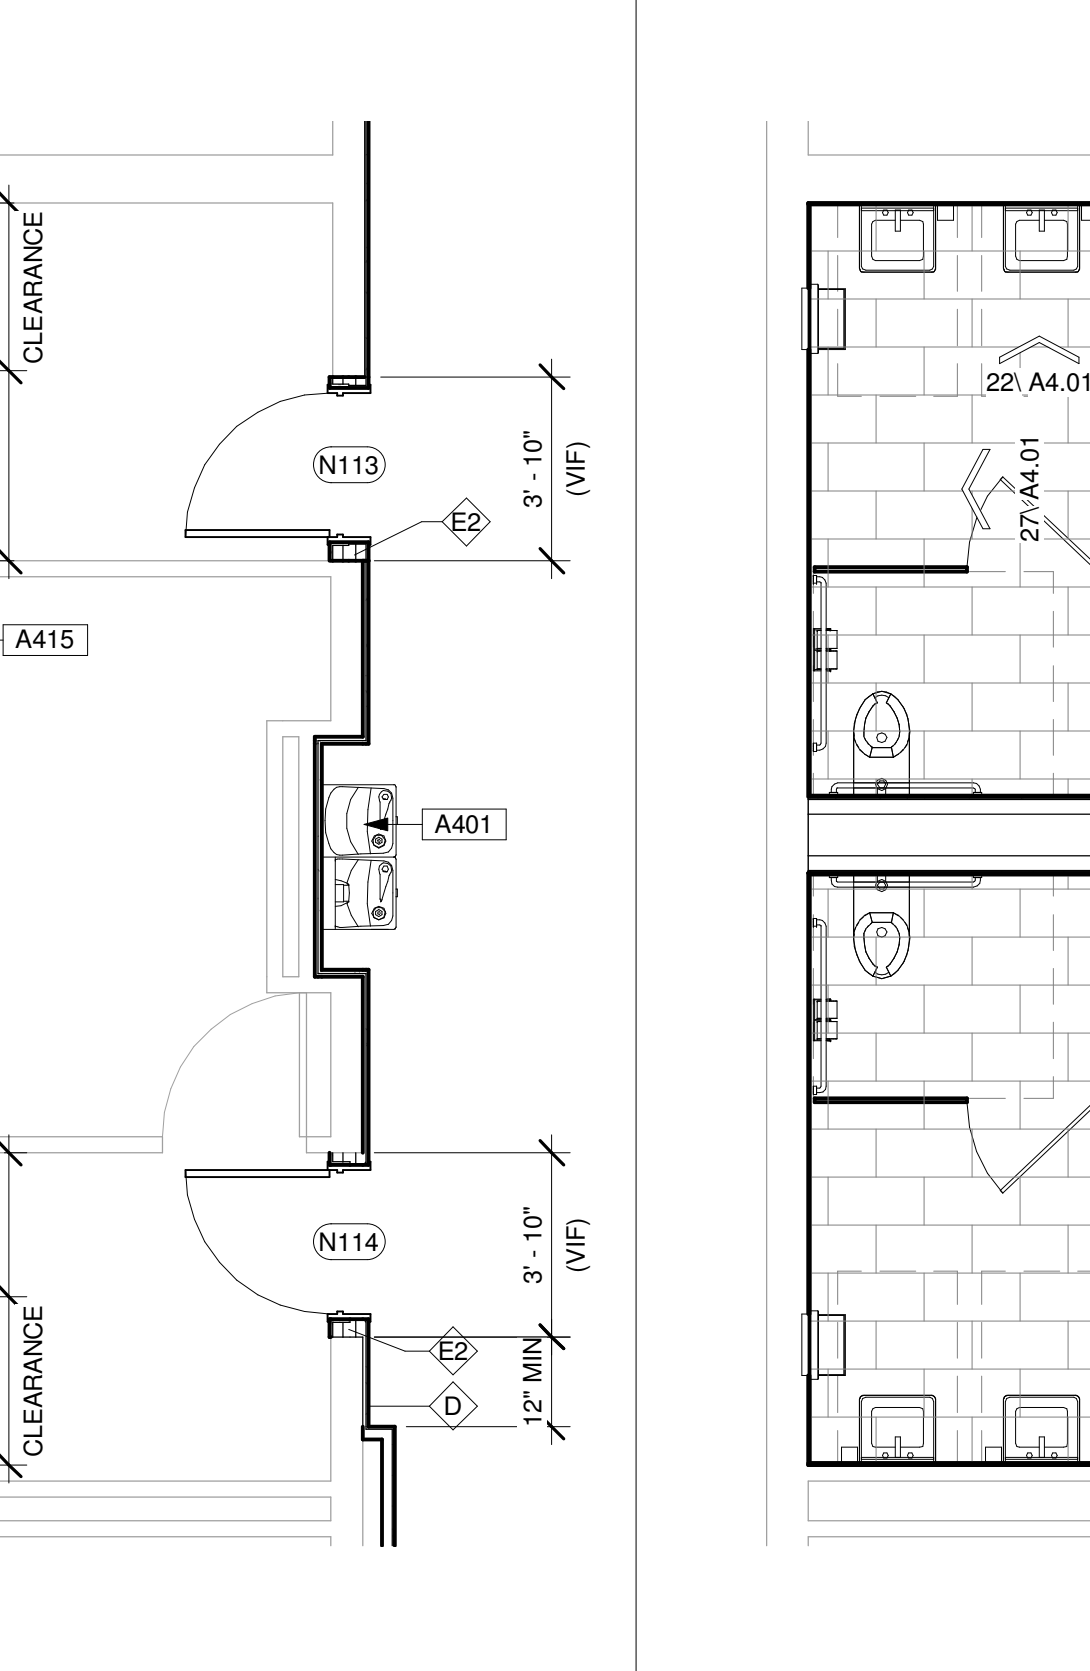 CLEARANCE
22\ A4.01
N113
3' - 10"
(VIF)
27\ A4.01
E2
A415
A401
N114
3' - 10"
(VIF)
CLEARANCE
E2
12" MIN
D